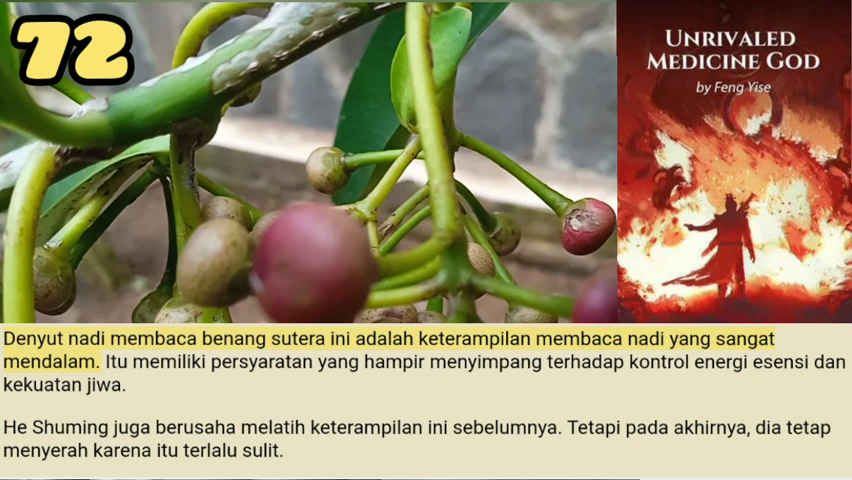 72
UNRIVALED
MEDICINE GOD
by Feng Yise
Denyut nadi membaca benang sutera ini adalah keterampilan membaca nadi yang sangat
mendalam. Itu memiliki persyaratan yang hampir menyimpang terhadap kontrol energi esensi dan
kekuatan jiwa.
He Shuming juga berusaha melatih keterampilan ini sebelumnya. Tetapi pada akhirnya, dia tetap
menyerah karena itu terlalu sulit.